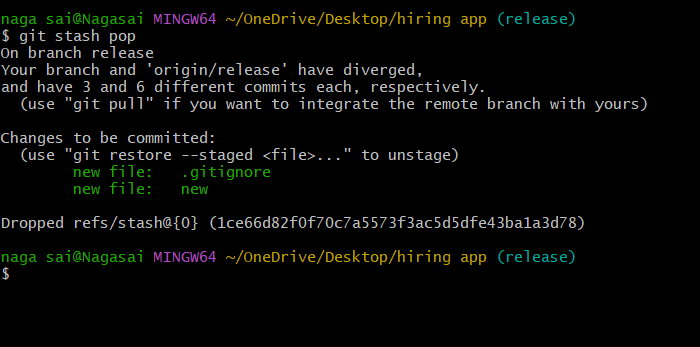 naga sai@Nagasai MINGW64 ~/OneDrive/Desktop/hiring app (release)
$ git stash pop
On branch release
Your branch and 'origin/release' have diverged,
and have 3 and 6 different commits each, respectively.
  (use "git pull" if you want to integrate the remote branch with yours)

Changes to be committed:
  (use "git restore --staged <file>..." to unstage)
        new file:   .gitignore
        new file:   new

Dropped refs/stash@{0} (1ce66d82f0f70c7a5573f3ac5d5dfe43ba1a3d78)

naga sai@Nagasai MINGW64 ~/OneDrive/Desktop/hiring app (release)
$